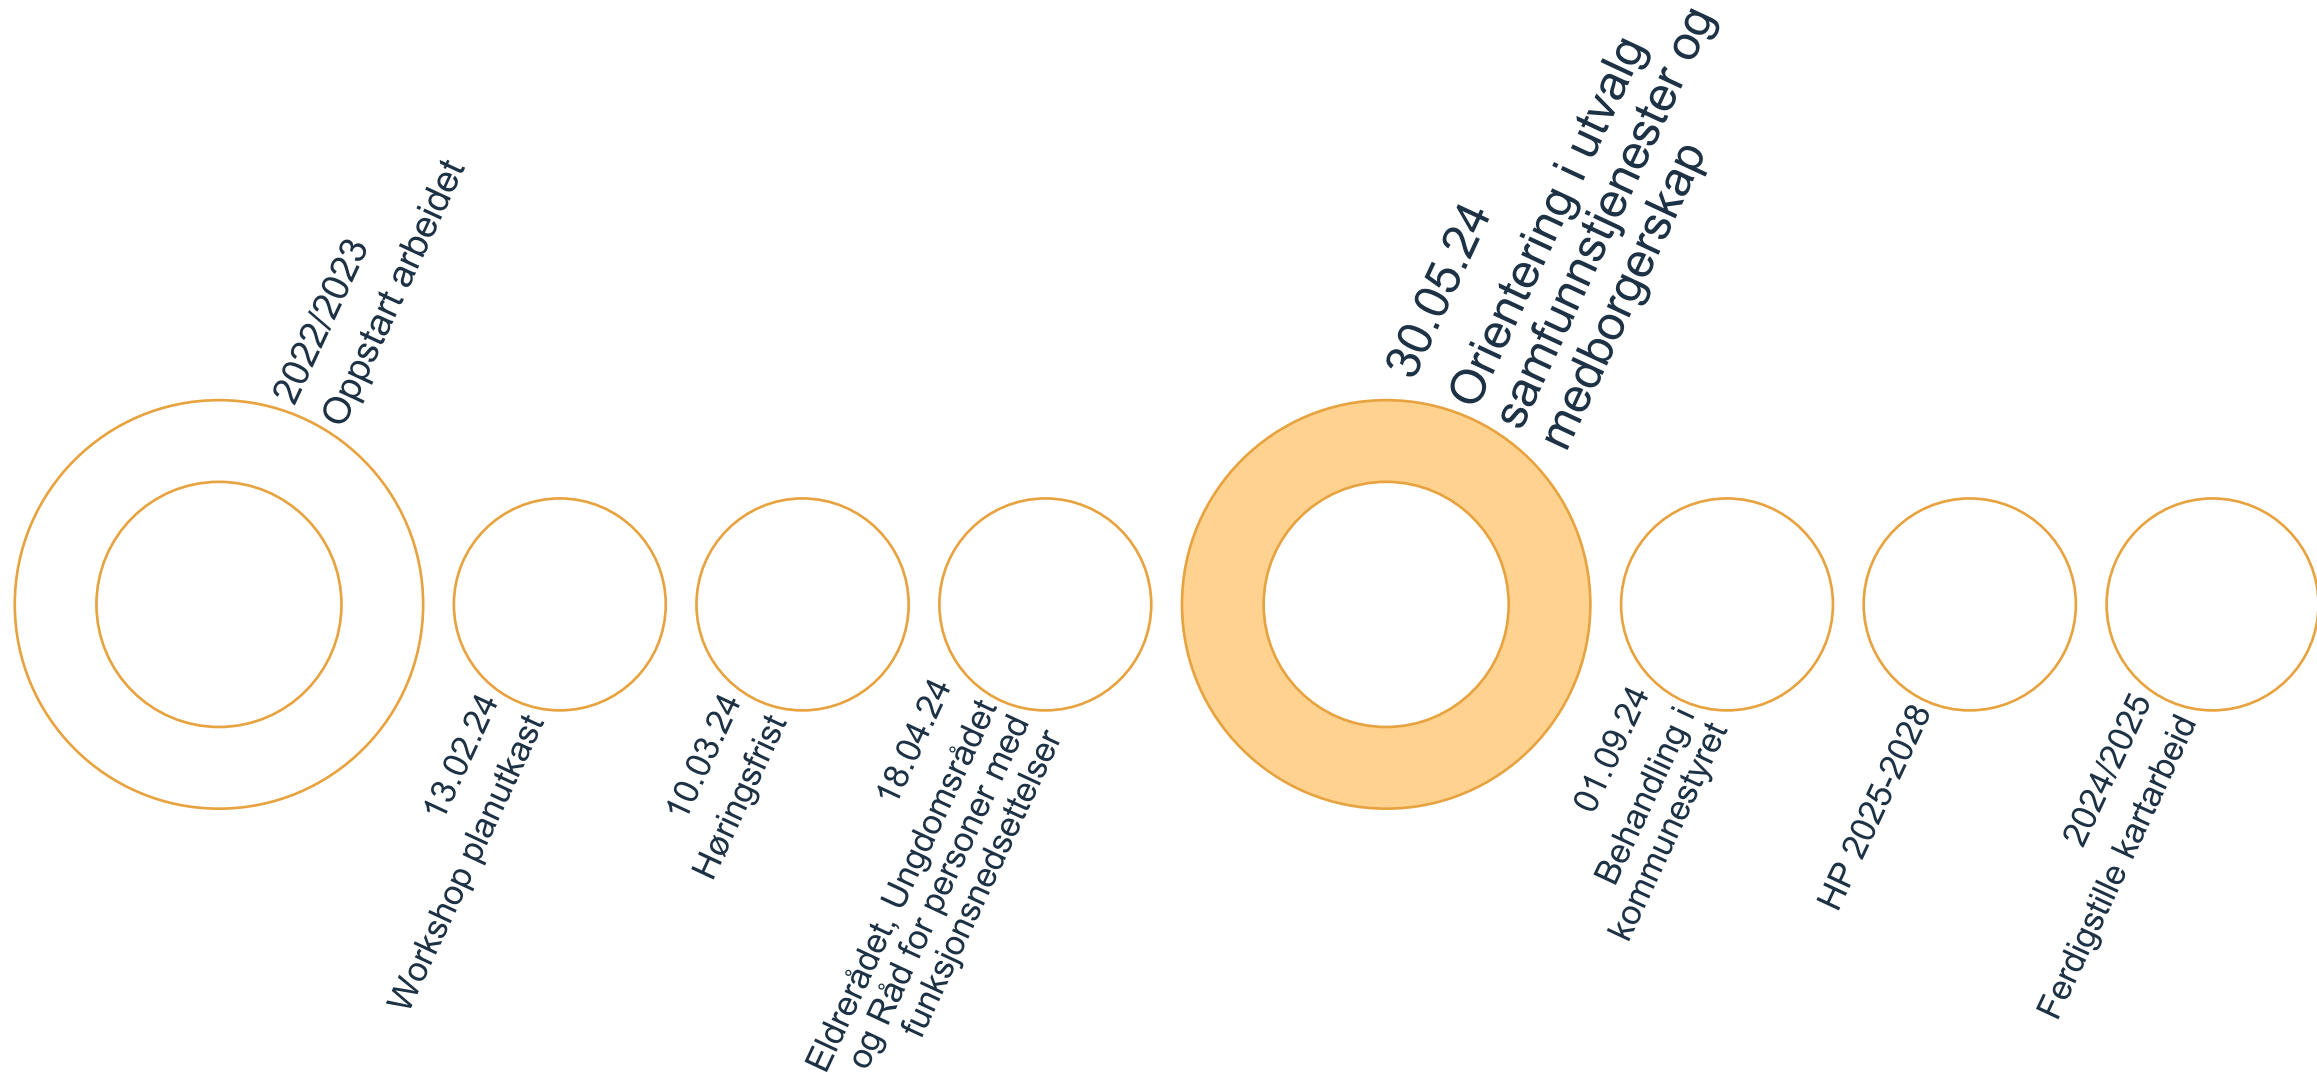 2022/2023
Oppstart arbeidet
13.02.24
Workshop planutkast
10.03.24
Høringsfrist
18.04.24
Eldrerådet, Ungdomsrådet
og Råd for personer med
funksjonsnedsettelser
30.05.24
Orientering i utvalg
samfunnstjenester og
medborgerskap
01.09.24
Behandling i
kommunestyret
HP 2025-2028
2024/2025
Ferdigstille kartarbeid